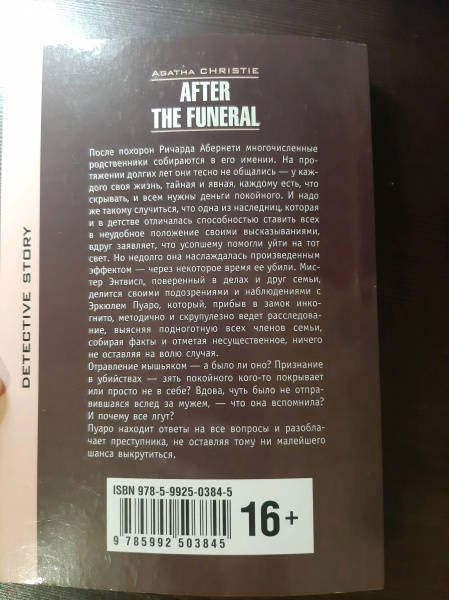 AGATHA CHRISTIE
AFTER
THE FUNERAL
После похорон Ричарда Абернети многочисленные
родственники собираются в его имении. На про-
тяжении долгих лет они тесно не общались — у каж-
дого своя жизнь, тайная и явная, каждому есть, что
скрывать, и всем нужны деньги покойного. И надо
же такому случиться, что одна из наследниц, которая
и в детстве отличалась способностью ставить всех
в неудобное положение своими высказываниями,
вдруг заявляет, что усопшему помогли уйти на тот
свет. Но недолго она наслаждалась произведенным
эффектом — через некоторое время ее убили. Мис-
тер Энтвисл, поверенный в делах и друг семьи,
делится своими подозрениями и наблюдениями с
Эркюлем Пуаро, который, прибыв в замок инко-
гнито, методично и скрупулезно ведет расследова-
ние, выясняя подноготную всех членов семьи,
собирая факты и отметая несущественное, ничего
не оставляя на волю случая.
Отравление мышьяком — а было ли оно? Признание
в убийствах — зять покойного кого-то покрывает
или просто не в себе? Вдова, чуть было не отпра-
вившаяся вслед за мужем, — что она вспомнила?
И почему все лгут?
Пуаро находит ответы на все вопросы и разобла-
чает преступника, не оставляя тому ни малейшего
шанса выкрутиться.
DETECTIVE STORY
ISBN 978-5-9925-0384-5
16+
9 785992 503845